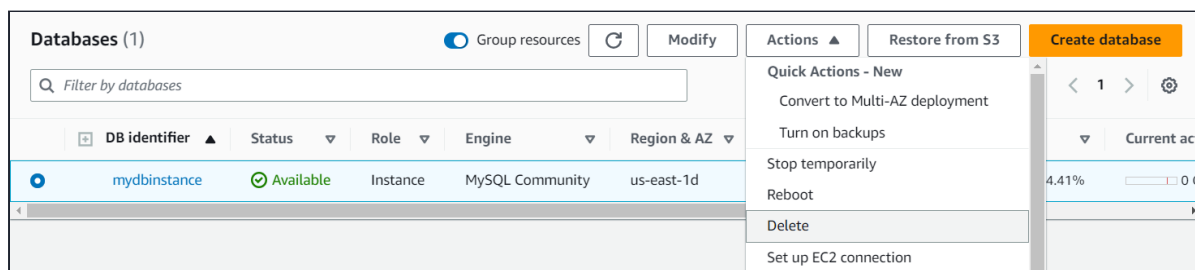 Databases (1) Group resources Modify Actions Restore from S3 Create database
Filter by databases
Quick Actions - New
1
Convert to Multi-AZ deployment
Turn on backups
DB identifier Status Role Engine Region & AZ Current
Stop temporarily
mydbinstance Available Instance MySQL Community us-east-1d 4.41% 0
Reboot
Delete
Set up EC2 connection